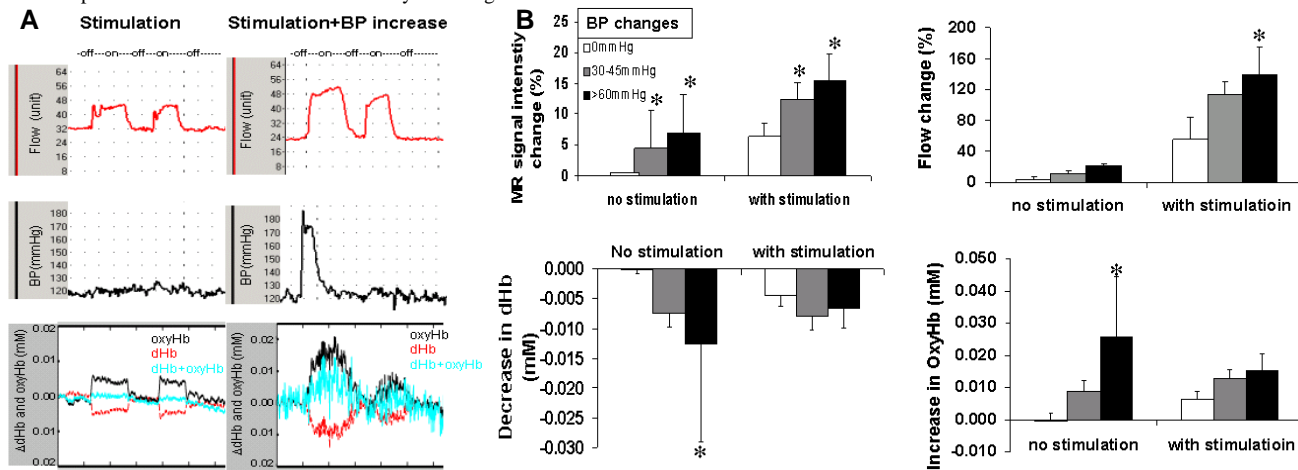 A
Stimulation
Stimulation+BP increase
-off---on-----off---on-----off----
--off----on----off---on----off-------
Flow (unit)
64
56
48
40
32
24
16
8
Flow (unit)
64
56
48
40
32
24
16
8
BP(mmHg)
180
170
160
150
140
130
120
BP(mmHg)
180
170
160
150
140
130
120
ΔdHb and oxyHb (mM)
0.02
0.01
0.00
0.01
0.02
oxyHb
dHb
dHb+oxyHb
ΔdHb and oxyHb (mM)
0.02
0.01
0.00
0.01
0.02
oxyHb
dHb
dHb+oxyHb
B
BP changes
0mmHg
30-45mmHg
>60mmHg
MR signal intenstiy
change (%)
30
25
20
15
10
5
0
* * * *
no stimulation
with stimulation
Flow change (%)
200
160
120
80
40
0
*
no stimulation
with stimulatioin
No stimulation
with stimulation
Decrease in dHb
(mM)
0.000
-0.005
-0.010
-0.015
-0.020
-0.025
-0.030
*
Increase in OxyHb (mM)
0.050
0.040
0.030
0.020
0.010
0.000
-0.010
*
no stimulation
with stimulatioin